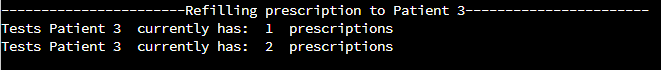 -----------------------Refilling prescription to Patient 3-----------------------
Tests Patient 3  currently has:  1  prescriptions
Tests Patient 3  currently has:  2  prescriptions